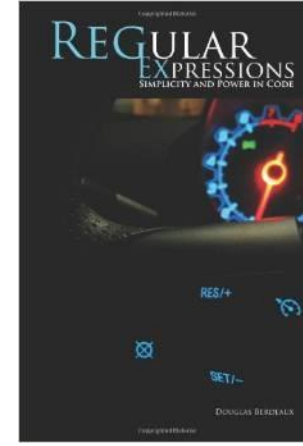 REGULAR
EXPRESSIONS
SIMPLICITY AND POWER IN CODE
RES/+
SET/-
DOUGLAS BERDEAUX